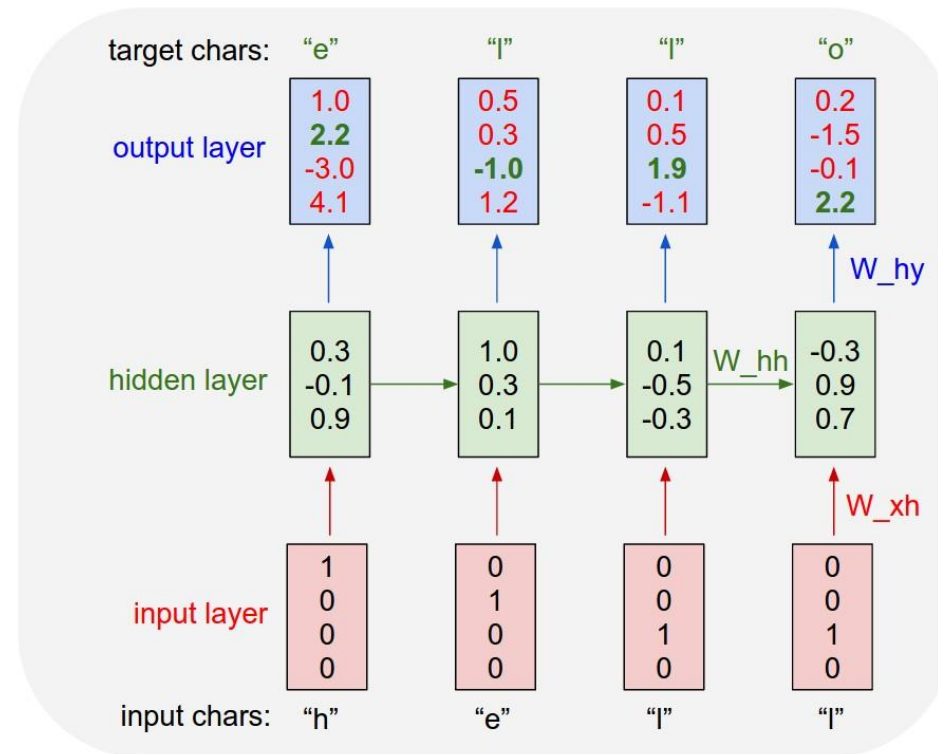 target chars: “e” “l” “l” “o”
output layer
1.0 0.5 0.1 0.2
2.2 0.3 0.5 -1.5
-3.0 -1.0 1.9 -0.1
4.1 1.2 -1.1 2.2
W_hy
hidden layer
0.3 1.0 0.1 -0.3
-0.1 0.3 -0.5 0.9
0.9 0.1 -0.3 0.7
W_hh
W_xh
input layer
1 0 0 0
0 1 0 0
0 0 1 1
0 0 0 0
input chars: “h” “e” “l” “l”